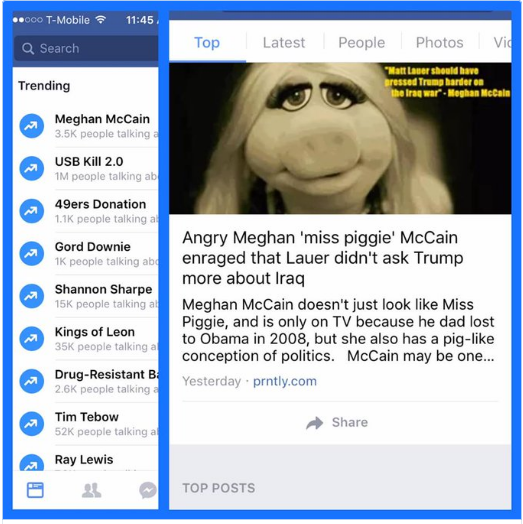 T-Mobile 11:45
Search
Trending
Meghan McCain
3.5K people talking a
USB Kill 2.0
1M people talking ab
49ers Donation
1.1K people talking ab
Gord Downie
1K people talking abo
Shannon Sharpe
15K people talking a
Kings of Leon
35K people talking a
Drug-Resistant Ba
2.6K people talking a
Tim Tebow
52K people talking a
Ray Lewis
Top Latest People Photos Vid
"Matt Lauer should have
pressed Trump harder on
the Iraq war" - Meghan McCain
Angry Meghan 'miss piggie' McCain
enraged that Lauer didn't ask Trump
more about Iraq
Meghan McCain doesn't just look like Miss
Piggie, and is only on TV because he dad lost
to Obama in 2008, but she also has a pig-like
conception of politics. McCain may be one...
Yesterday · prntly.com
Share
TOP POSTS